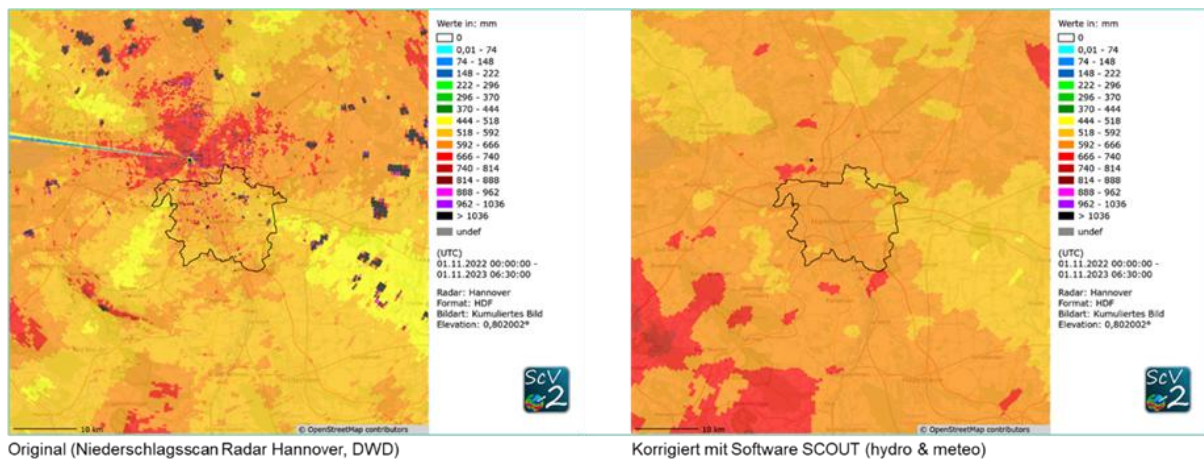 Werte in: mm
0
0,01 - 74
74 - 148
148 - 222
222 - 296
296 - 370
370 - 444
444 - 518
518 - 592
592 - 666
666 - 740
740 - 814
814 - 888
888 - 962
962 - 1036
> 1036
undef
(UTC)
01.11.2022 00:00:00 -
01.11.2023 06:30:00
Radar: Hannover
Format: HDF
Bildart: Kumuliertes Bild
Elevation: 0,802002°
ScV
2
10 km
© OpenStreetMap contributors
Original (Niederschlagsscan Radar Hannover, DWD)
Werte in: mm
0
0,01 - 74
74 - 148
148 - 222
222 - 296
296 - 370
370 - 444
444 - 518
518 - 592
592 - 666
666 - 740
740 - 814
814 - 888
888 - 962
962 - 1036
> 1036
undef
(UTC)
01.11.2022 00:00:00 -
01.11.2023 06:30:00
Radar: Hannover
Format: HDF
Bildart: Kumuliertes Bild
Elevation: 0,802002°
ScV
2
10 km
© OpenStreetMap contributors
Korrigiert mit Software SCOUT (hydro & meteo)